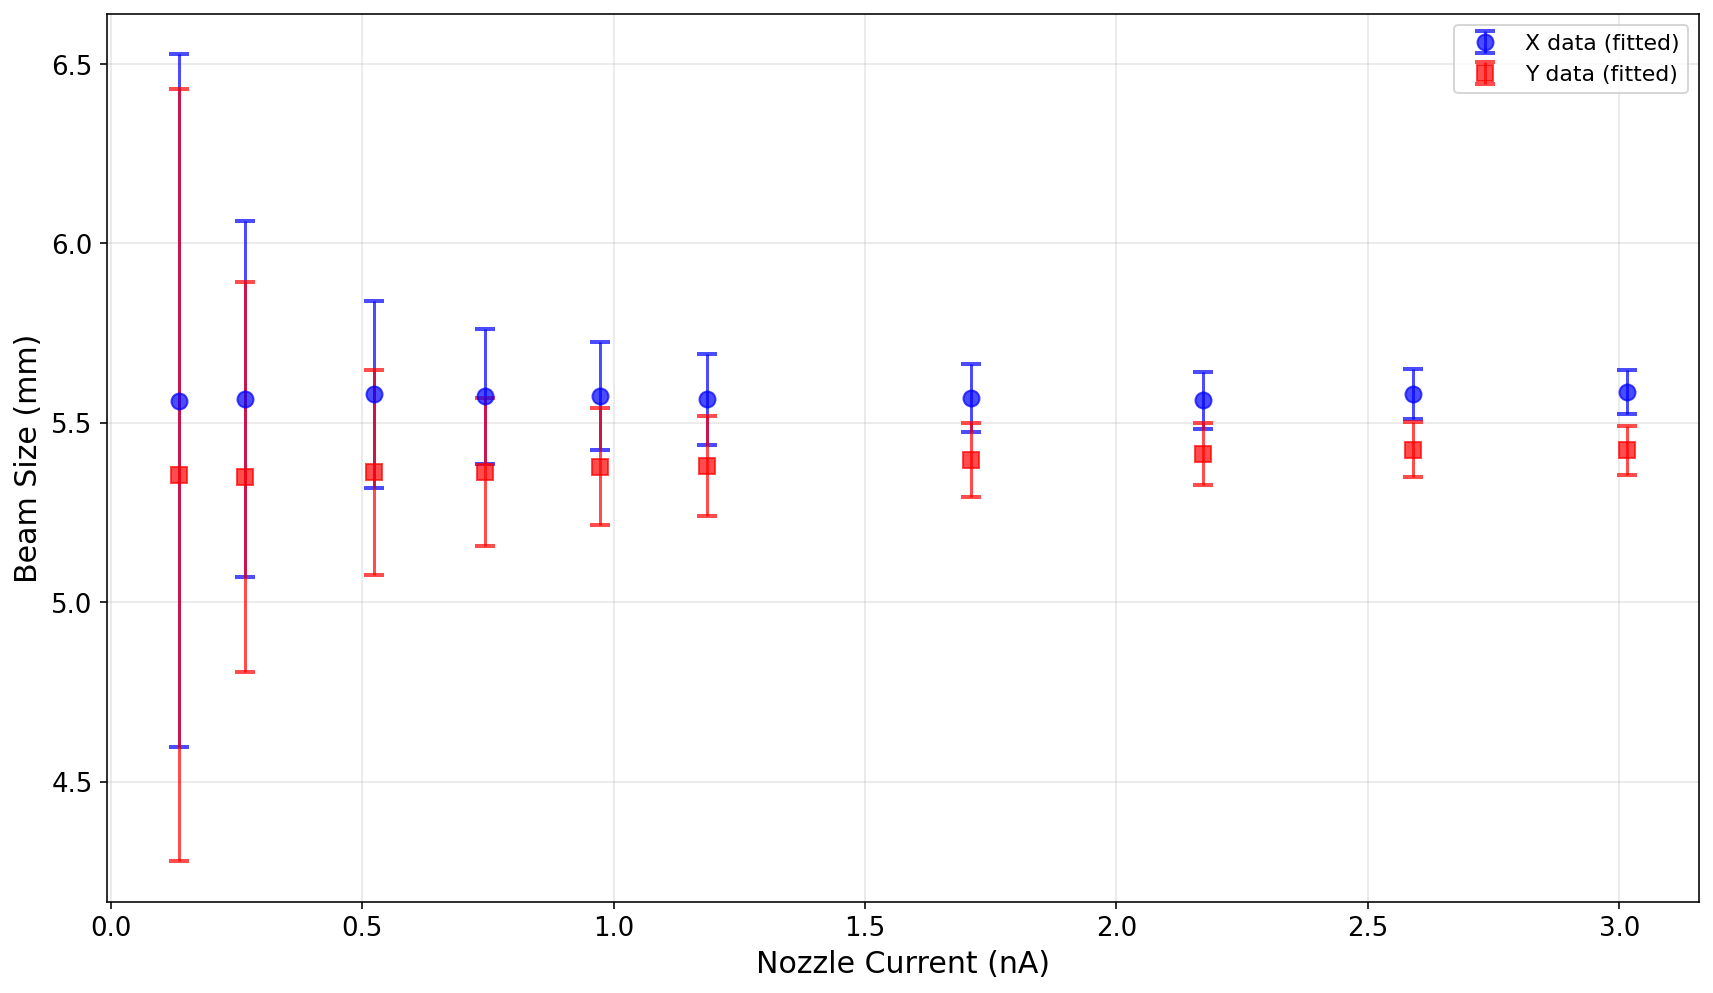 X data (fitted)
Y data (fitted)
6.5
6.0
5.5
5.0
4.5
Beam Size (mm)
0.0 0.5 1.0 1.5 2.0 2.5 3.0
Nozzle Current (nA)